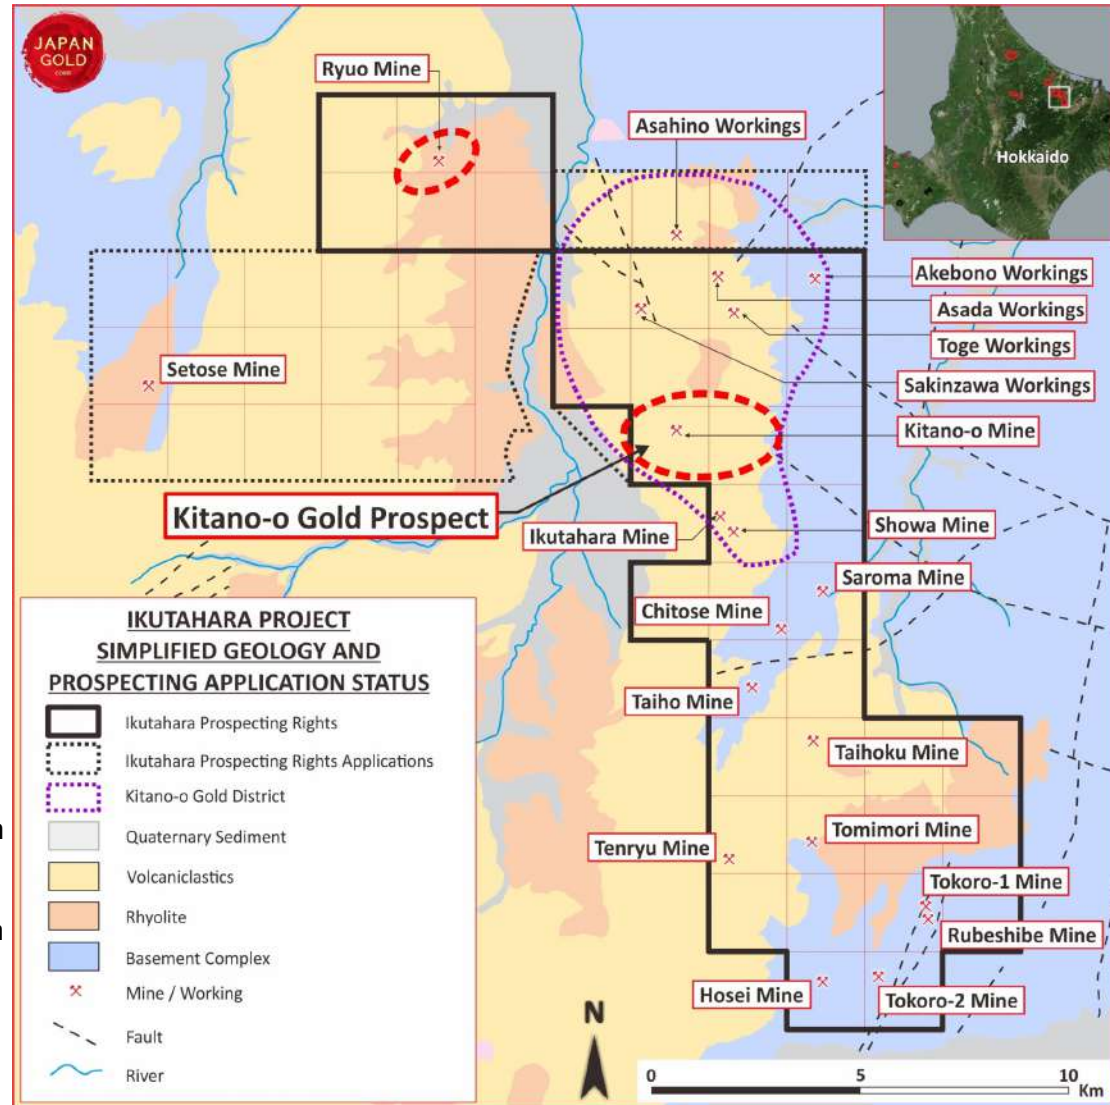 JAPAN
GOLD
CORP.
Ryuo Mine
Asahino Workings
Hokkaido
Akebono Workings
Asada Workings
Toge Workings
Setose Mine
Sakinzawa Workings
Kitano-o Mine
Kitano-o Gold Prospect
Ikutahara Mine
Showa Mine
Saroma Mine
Chitose Mine
Taiho Mine
Taihoku Mine
Tenryu Mine
Tomimori Mine
Tokoro-1 Mine
Rubeshibe Mine
Hosei Mine
Tokoro-2 Mine
IKUTAHARA PROJECT
SIMPLIFIED GEOLOGY AND
PROSPECTING APPLICATION STATUS
Ikutahara Prospecting Rights
Ikutahara Prospecting Rights Applications
Kitano-o Gold District
Quaternary Sediment
Volcaniclastics
Rhyolite
Basement Complex
Mine / Working
Fault
River
N
0 5 10
Km